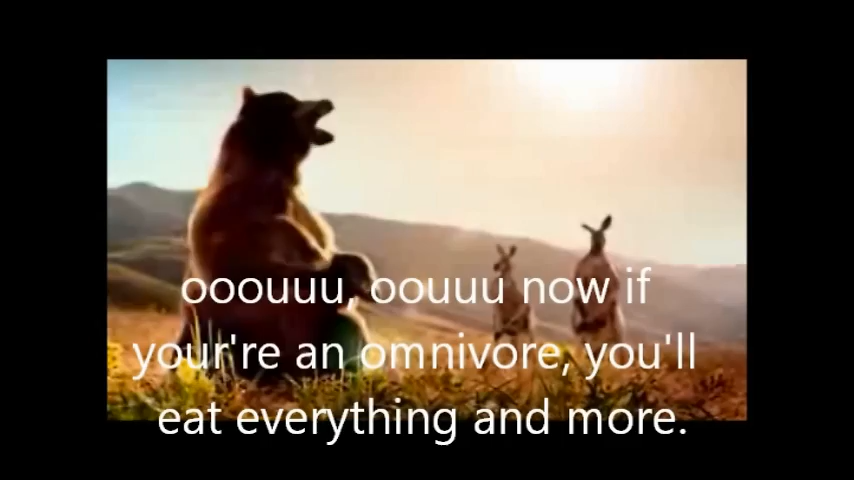 ooouuu, oouuu now if
your're an omnivore, you'll
eat everything and more.